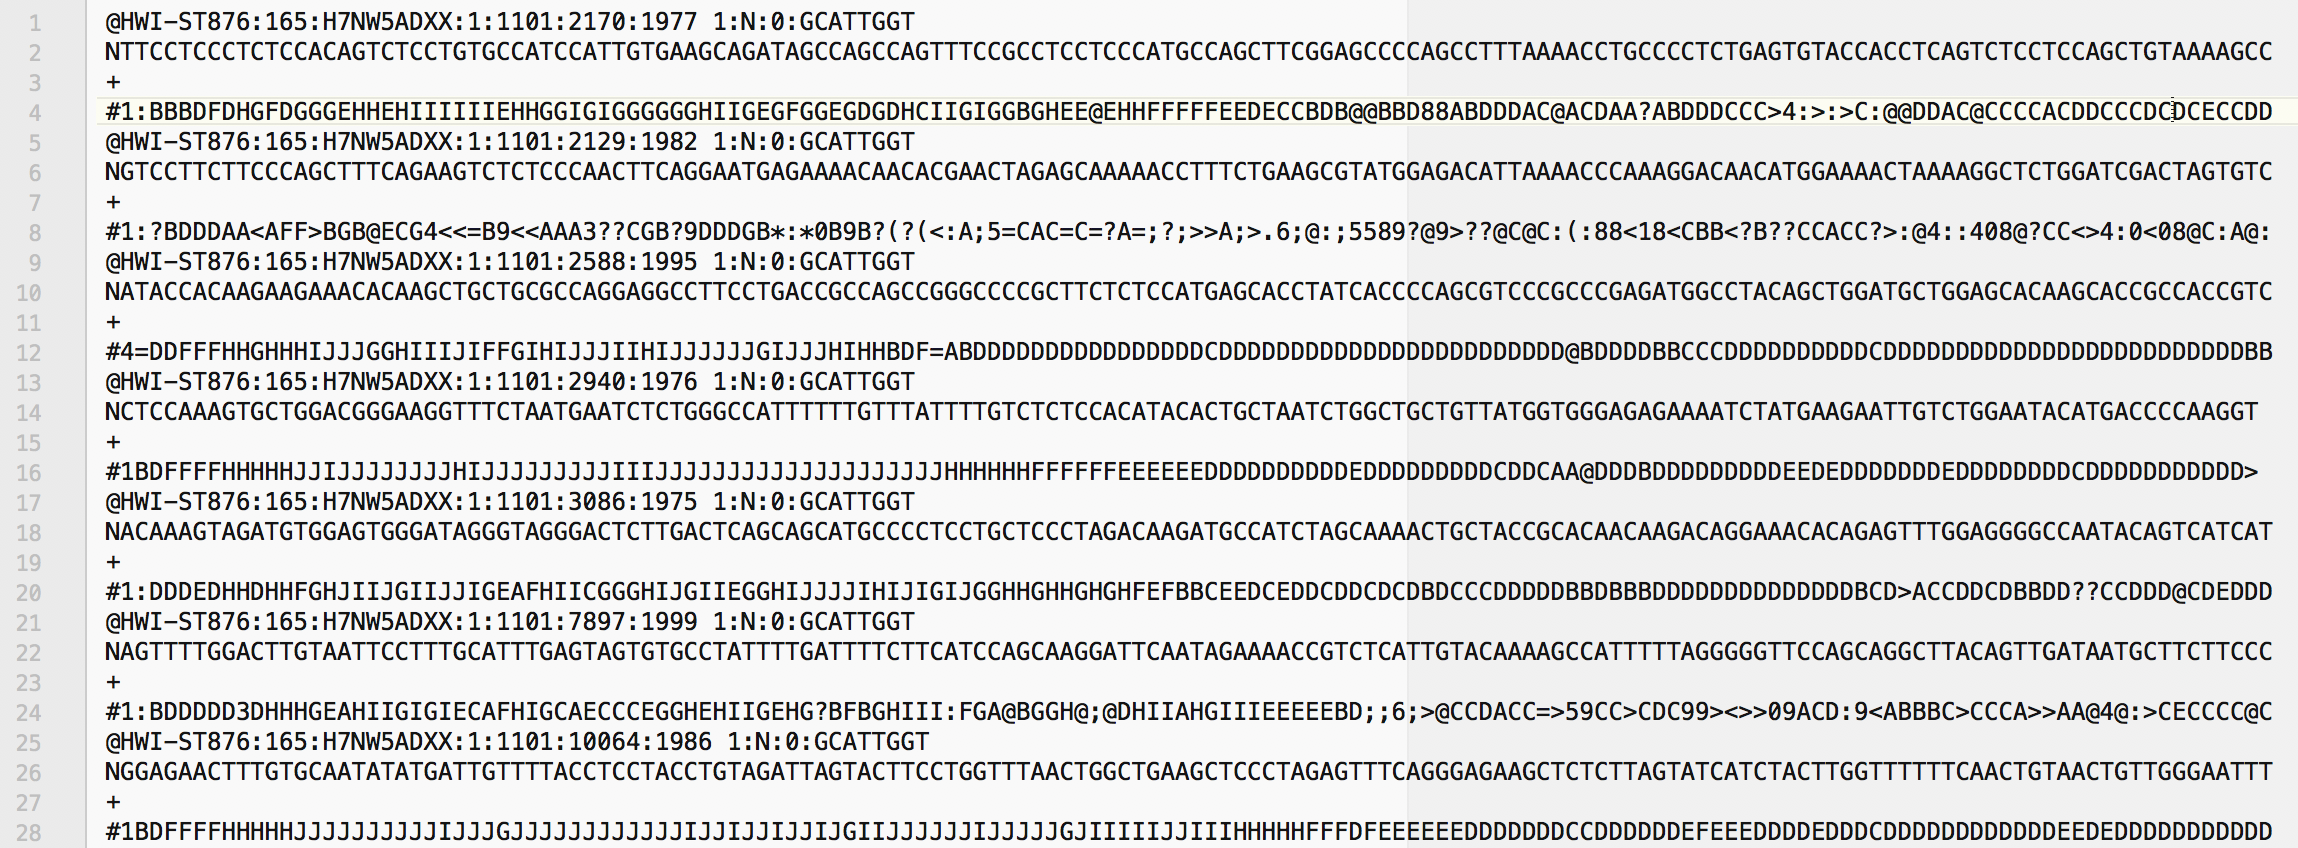 1 @HWI-ST876:165:H7NW5ADXX:1:1101:2170:1977 1:N:0:GCATTGGT
2 NTTCCTCCCTCTCCACAGTCTCCTGTGCCATCCATTGTGAAGCAGATAGCCAGCCAGTTTCCGCCTCCTCCCATGCCAGCTTCGGAGCCCCAGCCTTTAAAACCTGCCCCTCTGAGTGTACCACCTCAGTCTCCTCCAGCTGTAAAAGCC
3 +
4 #1:BBBDFDHGFDGGGEHHEHIIIIIIEHHGGIGIGGGGGGHIIGEGFGGEGDGDHCIIGIGGBGHEE@EHHFFFFFEEDECCBDB@@BBD88ABDDDAC@ACDAA?ABDDDCCC>4:>:>C:@@DDAC@CCCCACDDCCCDCDCECCDD
5 @HWI-ST876:165:H7NW5ADXX:1:1101:2129:1982 1:N:0:GCATTGGT
6 NGTCCTTCTTCCCAGCTTTCAGAAGTCTCTCCCAACTTCAGGAATGAGAAAACAACACGAACTAGAGCAAAAACCTTTCTGAAGCGTATGGAGACATTAAAACCCAAAGGACAACATGGAAAACTAAAAGGCTCTGGATCGACTAGTGTC
7 +
8 #1:?BDDDAA<AFF>BGB@ECG4<<=B9<<AAA3??CGB?9DDDGB*:*0B9B?(?(<:A;5=CAC=C=?A=;?;>>A;>.6;@:;5589?@9>??@C@C:(:88<18<CBB<?B??CCACC?>:@4::408@?CC<>4:0<08@C:A@:
9 @HWI-ST876:165:H7NW5ADXX:1:1101:2588:1995 1:N:0:GCATTGGT
10 NATACCACAAGAAGAAACACAAGCTGCTGCGCCAGGAGGCCTTCCTGACCGCCAGCCGGGCCCCGCTTCTCTCCATGAGCACCTATCACCCCAGCGTCCCGCCCGAGATGGCCTACAGCTGGATGCTGGAGCACAAGCACCGCCACCGTC
11 +
12 #4=DDFFFHHGHHHIJJJGGHIIIJIFFGIHIJJJIIHIJJJJJJGIJJJHIHHBDF=ABDDDDDDDDDDDDDDDDCDDDDDDDDDDDDDDDDDDDDDDDD@BDDDDBBCCCDDDDDDDDDDCDDDDDDDDDDDDDDDDDDDDDDDDDBB
13 @HWI-ST876:165:H7NW5ADXX:1:1101:2940:1976 1:N:0:GCATTGGT
14 NCTCCAAAGTGCTGGACGGGAAGGTTTCTAATGAATCTCTGGGCCATTTTTTGTTTATTTTGTCTCTCCACATACACTGCTAATCTGGCTGCTGTTATGGTGGGAGAGAAAATCTATGAAGAATTGTCTGGAATACATGACCCCAAGGT
15 +
16 #1BDFFFFHHHHHJJIJJJJJJJJHIJJJJJJJJJJIIIJJJJJJJJJJJJJJJJJJJJHHHHHHFFFFFFEEEEEEDDDDDDDDDDEDDDDDDDDDCDDCAA@DDDBDDDDDDDDDEEDEDDDDDDDEDDDDDDDDCDDDDDDDDDDD>
17 @HWI-ST876:165:H7NW5ADXX:1:1101:3086:1975 1:N:0:GCATTGGT
18 NACAAAGTAGATGTGGAGTGGGATAGGGTAGGGACTCTTGACTCAGCAGCATGCCCCTCCTGCTCCCTAGACAAGATGCCATCTAGCAAAACTGCTACCGCACAACAAGACAGGAAACACAGAGTTTGGAGGGGCCAATACAGTCATCAT
19 +
20 #1:DDDEDHHDHHFGHJIIJGIIJJIGEAFHIICGGGHIJGIIEGGHIJJJJIHIJIGIJGGHHGHHGHGHFEFBBCEEDCEDDCDDCDCDBDCCCDDDDDBBDBBBDDDDDDDDDDDDDDBCD>ACCDDCDBBDD??CCDDD@CDEDDD
21 @HWI-ST876:165:H7NW5ADXX:1:1101:7897:1999 1:N:0:GCATTGGT
22 NAGTTTTGGACTTGTAATTCCTTTGCATTTGAGTAGTGTGCCTATTTTGATTTTCTTCATCCAGCAAGGATTCAATAGAAAACCGTCTCATTGTACAAAAGCCATTTTTAGGGGGTTCCAGCAGGCTTACAGTTGATAATGCTTCTTCCC
23 +
24 #1:BDDDDD3DHHHGEAHIIGIGIECAFHIGCAECCCEGGHEHIIGEHG?BFBGHIII:FGA@BGGH@;@DHIIAHGIIIEEEEEBD;;6;>@CCDACC=>59CC>CDC99><>>09ACD:9<ABBBC>CCCA>>AA@4@:>CECCCC@C
25 @HWI-ST876:165:H7NW5ADXX:1:1101:10064:1986 1:N:0:GCATTGGT
26 NGGAGAACTTTGTGCAATATATGATTGTTTTACCTCCTACCTGTAGATTAGTACTTCCTGGTTTAACTGGCTGAAGCTCCCTAGAGTTTCAGGGAGAAGCTCTCTTAGTATCATCTACTTGGTTTTTTCAACTGTAACTGTTGGGAATTT
27 +
28 #1BDFFFFHHHHHJJJJJJJJJJIJJJGJJJJJJJJJJJJIJJIJJIJJIJGIIJJJJJJIJJJJJGJJIIIIIJJIIIHHHHHFFFDFEEEEEEDDDDDDDCCDDDDDDEFEEEDDDDEDDDCDDDDDDDDDDDDEEDEDDDDDDDDDDD